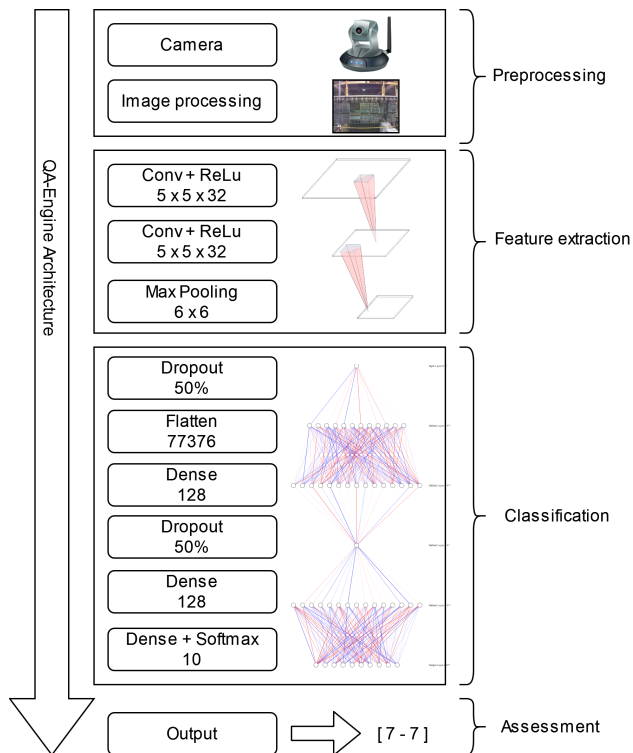 Camera
Image processing
Preprocessing
QA-Engine Architecture
Conv + ReLu
5 x 5 x 32
Conv + ReLu
5 x 5 x 32
Max Pooling
6 x 6
Feature extraction
Dropout
50%
Flatten
77376
Dense
128
Dropout
50%
Dense
128
Dense + Softmax
10
Classification
Output
[ 7 - 7 ]
Assessment